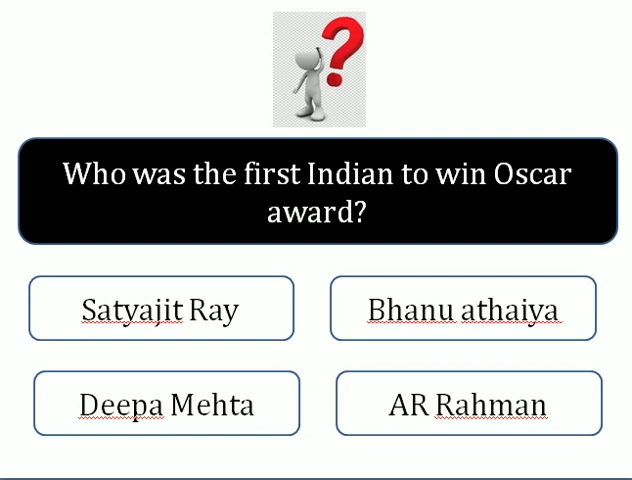 Who was the first Indian to win Oscar
award?
Satyajit Ray
Bhanu athaiya
Deepa Mehta
AR Rahman